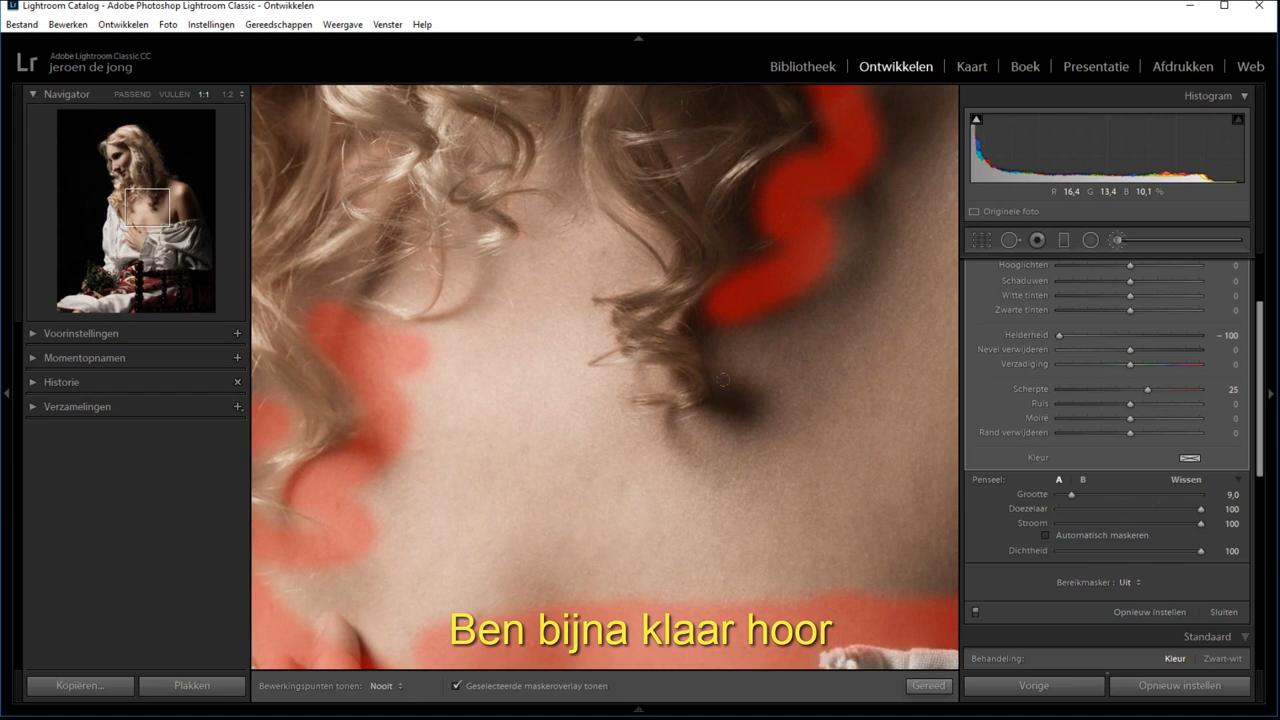 Lightroom Catalog - Adobe Photoshop Lightroom Classic - Ontwikkelen
Bestand Bewerken Ontwikkelen Foto Instellingen Gereedschappen Weergave Venster Help
Lr Adobe Lightroom Classic CC
jeroen de jong
Bibliotheek Ontwikkelen Kaart Boek Presentatie Afdrukken Web
Navigator PASSEND VULLEN 1:1 1:2
Histogram
R 16,4 G 13,4 B 10,1 %
Originele foto
Hooglichten 0
Schaduwen 0
Witte tinten 0
Zwarte tinten 0
Helderheid – 100
Nevel verwijderen 0
Verzadiging 0
Scherpte 25
Ruis 0
Moiré 0
Rand verwijderen 0
Kleur
Penseel: A B Wissen
Grootte 9,0
Doezelaar 100
Stroom 100
Automatisch maskeren
Dichtheid 100
Bereikmasker: Uit
Opnieuw instellen Sluiten
Standaard
Behandeling: Kleur Zwart-wit
Vorige Opnieuw instellen
Voorinstellingen
Momentopnamen
Historie
Verzamelingen
Kopiëren... Plakken
Ben bijna klaar hoor
Bewerkingspunten tonen: Nooit Geselecteerde maskeroverlay tonen Gereed